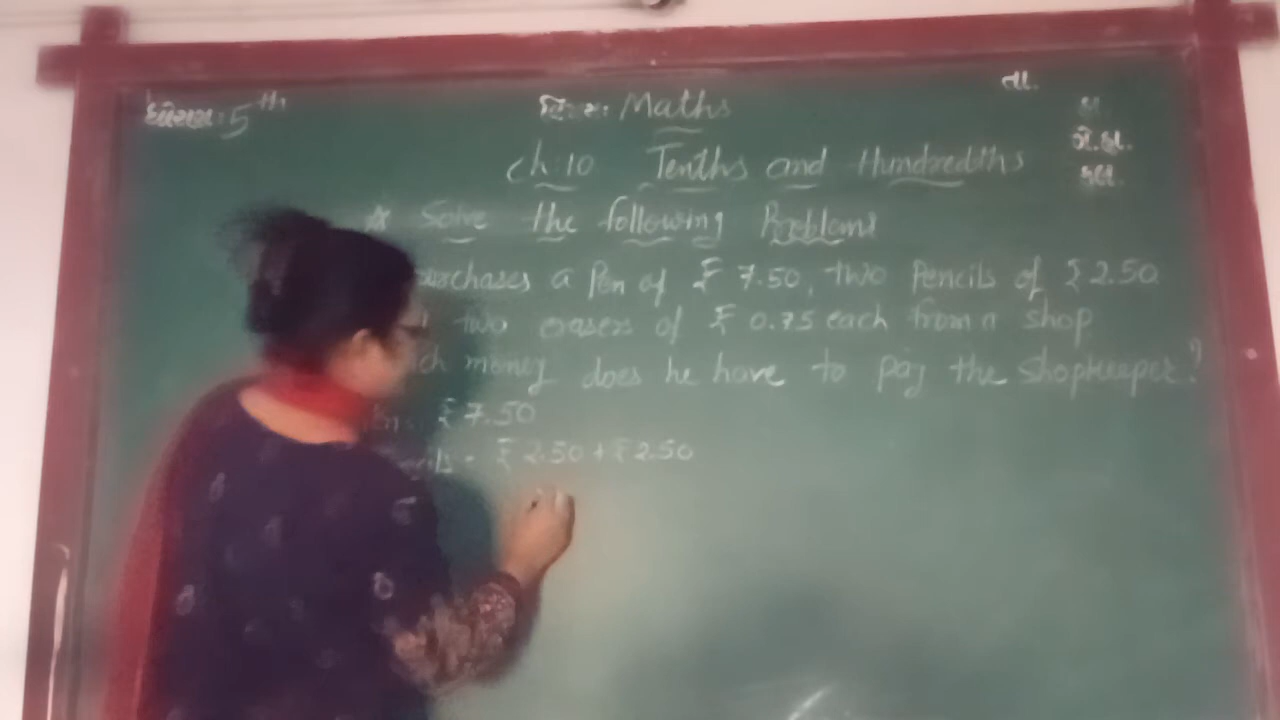 ધોરણ: 5th
વિષય: Maths
તા.
ch:10 Tenths and Hundredths
* Solve the following Problems
purchases a Pen of ₹ 7.50, two Pencils of ₹ 2.50
two erasers of ₹ 0.75 each from a shop
money does he have to pay the shopkeeper?
₹ 7.50
= ₹ 2.50 + ₹ 2.50